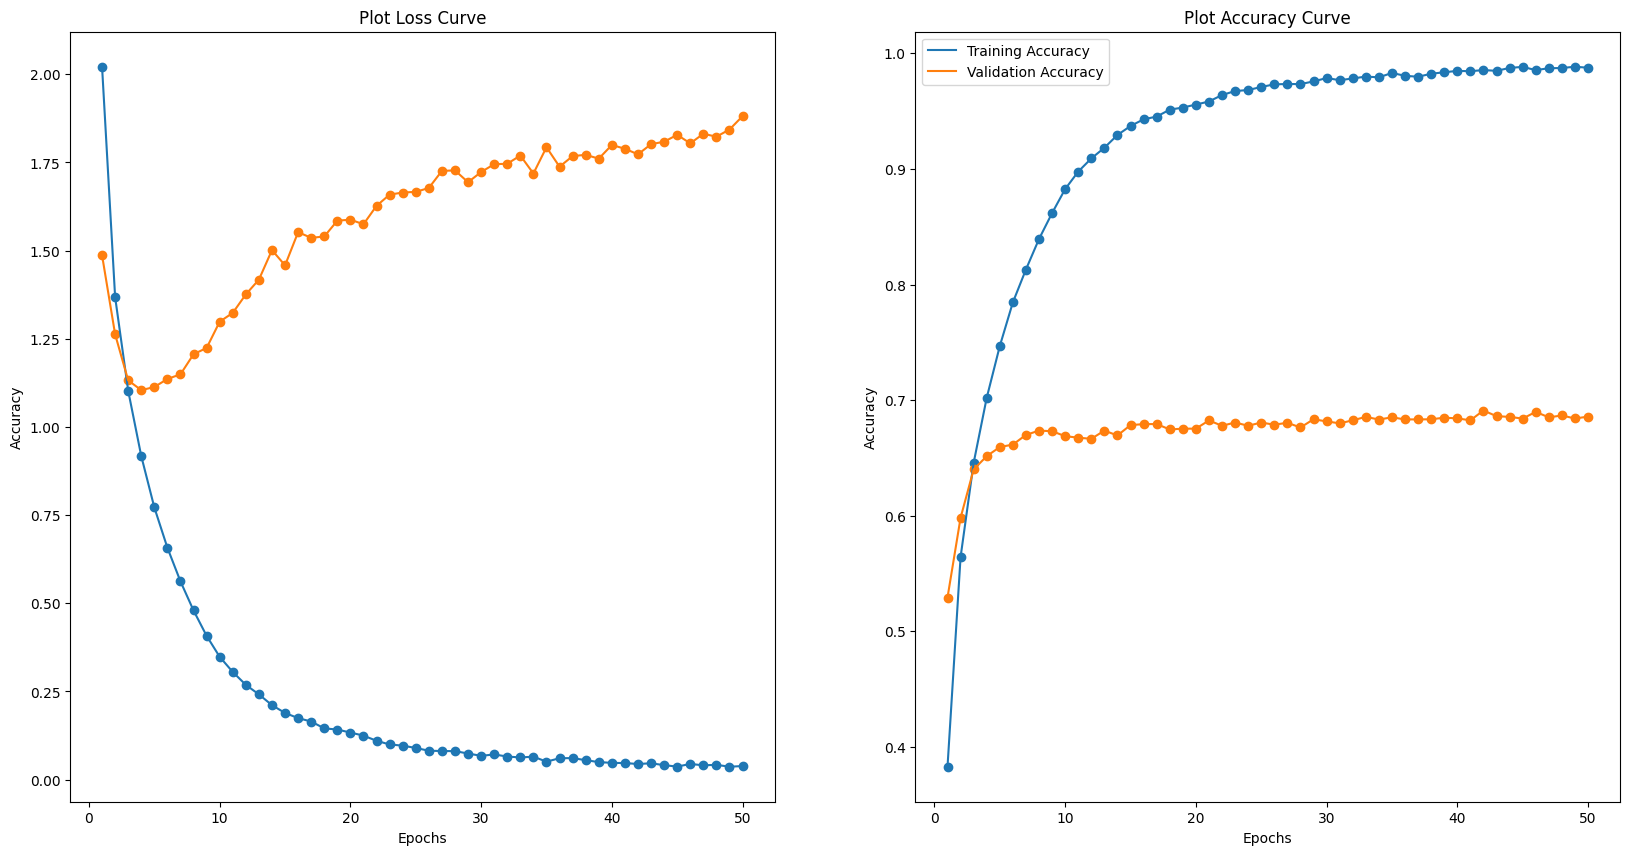 Plot Loss Curve
2.00
1.75
1.50
1.25
1.00
0.75
0.50
0.25
0.00
Accuracy
0 10 20 30 40 50
Epochs
Plot Accuracy Curve
Training Accuracy
Validation Accuracy
1.0
0.9
0.8
0.7
0.6
0.5
0.4
Accuracy
0 10 20 30 40 50
Epochs